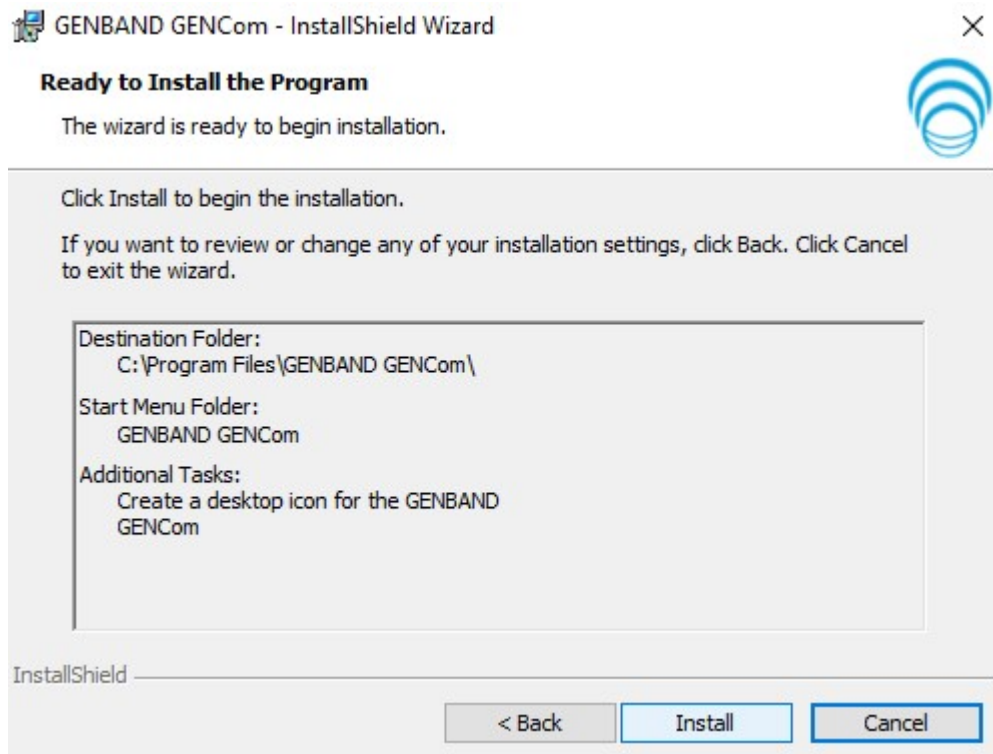 GENBAND GENCom - InstallShield Wizard
Ready to Install the Program
The wizard is ready to begin installation.
Click Install to begin the installation.
If you want to review or change any of your installation settings, click Back. Click Cancel
to exit the wizard.
Destination Folder:
C:\Program Files\GENBAND GENCom\
Start Menu Folder:
GENBAND GENCom
Additional Tasks:
Create a desktop icon for the GENBAND
GENCom
InstallShield
< Back
Install
Cancel